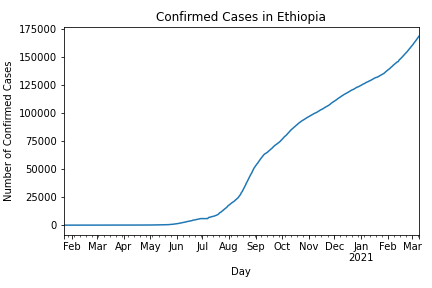 Confirmed Cases in Ethiopia
175000
150000
125000
100000
75000
50000
25000
0
Number of Confirmed Cases
Feb Mar Apr May Jun Jul Aug Sep Oct Nov Dec Jan Feb Mar
2021
Day